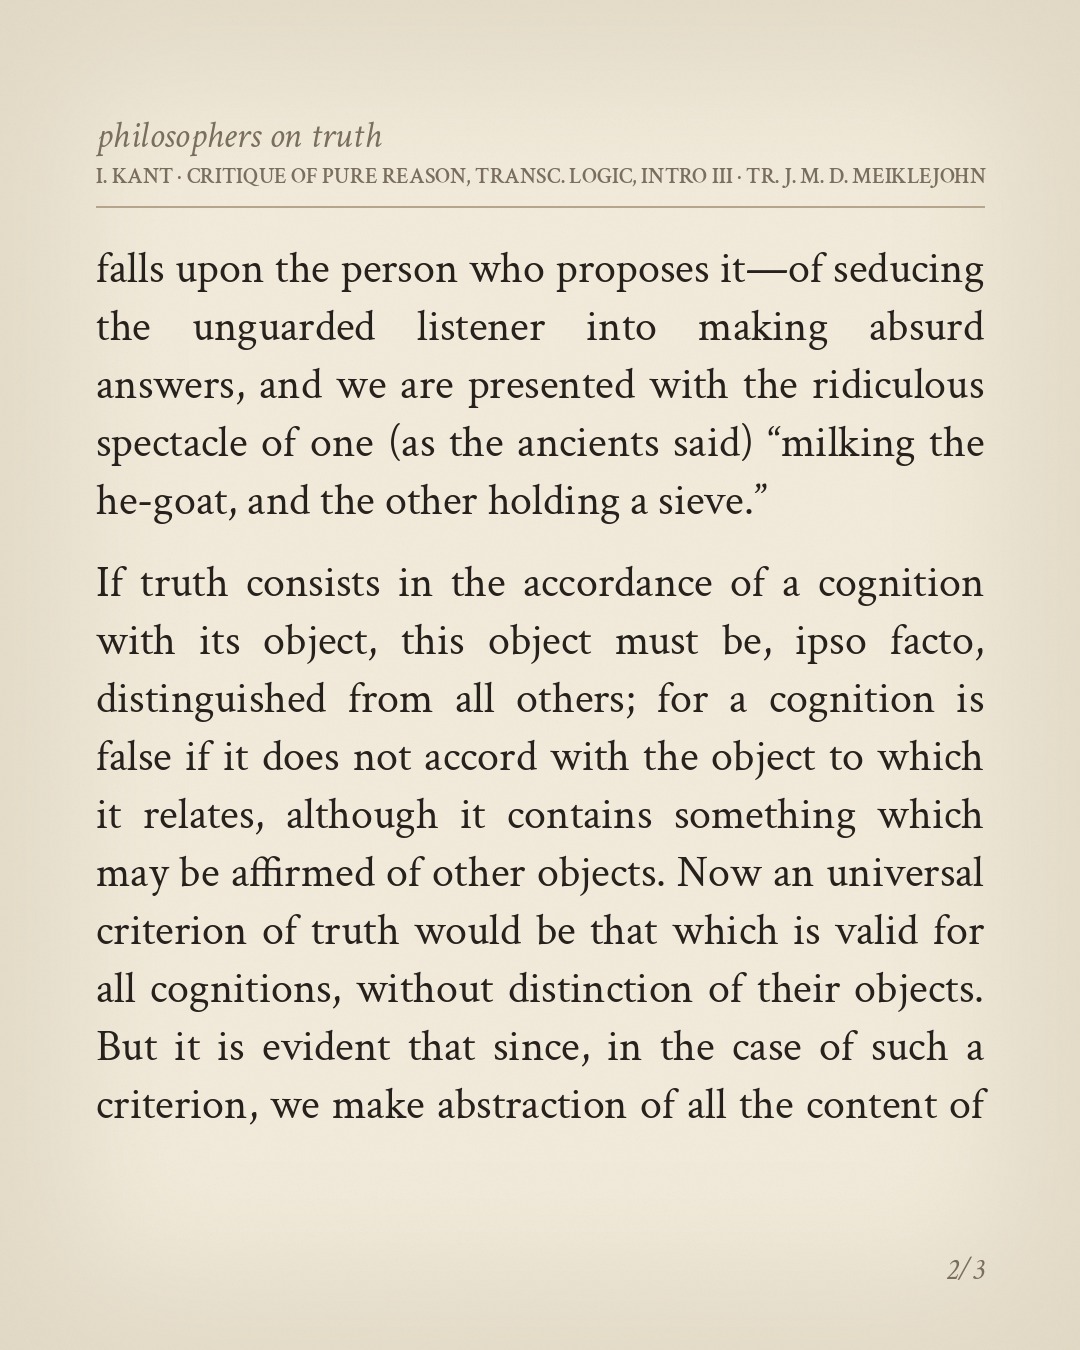 philosophers on truth
I. KANT · CRITIQUE OF PURE REASON, TRANSC. LOGIC, INTRO III · TR. J. M. D. MEIKLEJOHN
falls upon the person who proposes it—of seducing
the unguarded listener into making absurd
answers, and we are presented with the ridiculous
spectacle of one (as the ancients said) “milking the
he-goat, and the other holding a sieve.”
If truth consists in the accordance of a cognition
with its object, this object must be, ipso facto,
distinguished from all others; for a cognition is
false if it does not accord with the object to which
it relates, although it contains something which
may be affirmed of other objects. Now an universal
criterion of truth would be that which is valid for
all cognitions, without distinction of their objects.
But it is evident that since, in the case of such a
criterion, we make abstraction of all the content of
2/3